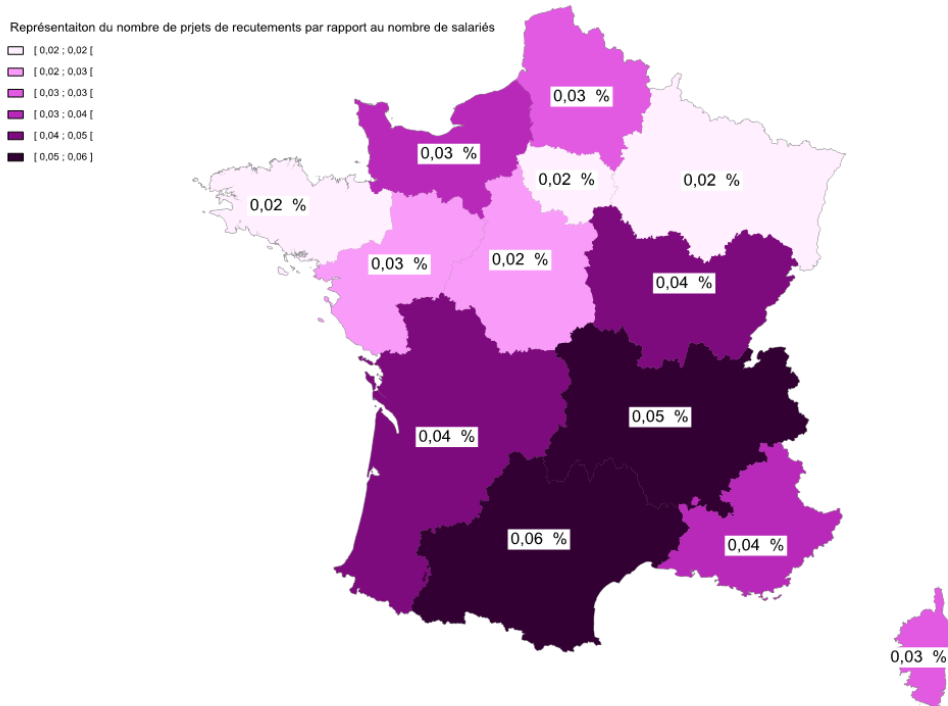 Représentaiton du nombre de prjets de recutements par rapport au nombre de salariés
[ 0,02 ; 0,02 [
[ 0,02 ; 0,03 [
[ 0,03 ; 0,03 [
[ 0,03 ; 0,04 [
[ 0,04 ; 0,05 [
[ 0,05 ; 0,06 ]
0,03 %
0,03 %
0,02 %
0,02 %
0,02 %
0,03 %
0,02 %
0,04 %
0,05 %
0,04 %
0,06 %
0,04 %
0,03 %